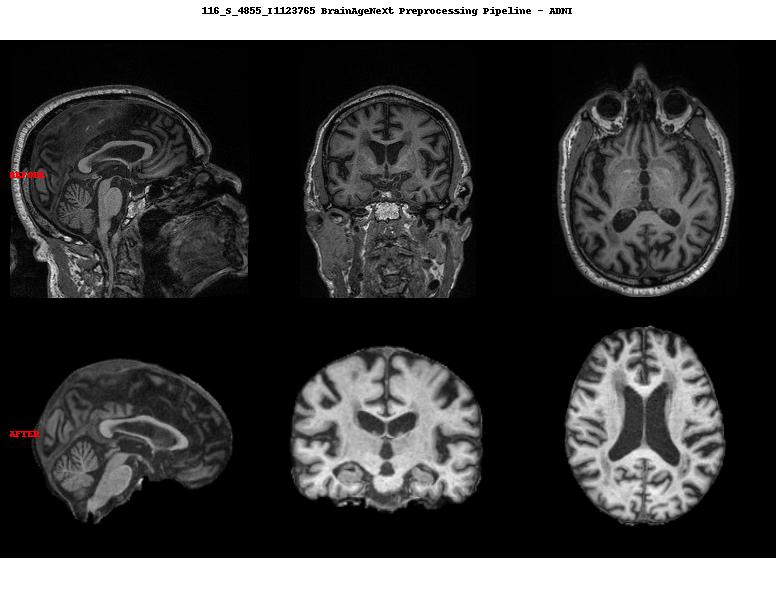 116_S_4855_I1123765 BrainAgeNeXt Preprocessing Pipeline - ADNI
BEFORE
AFTER